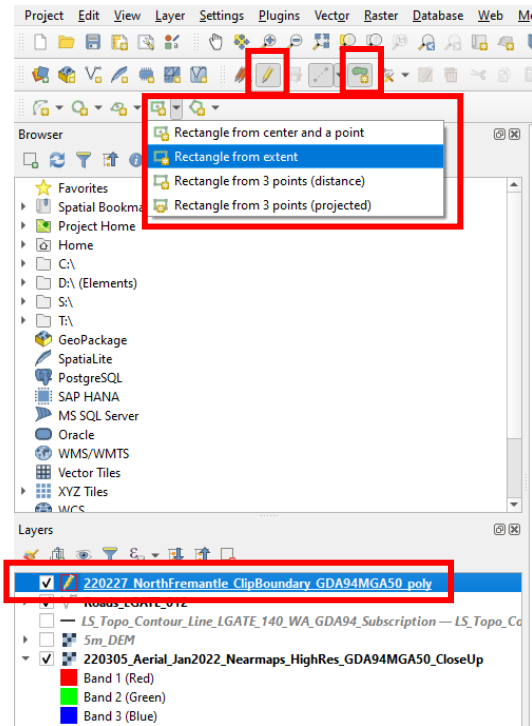 Project Edit View Layer Settings Plugins Vector Raster Database Web
Rectangle from center and a point
Browser
Rectangle from extent
Rectangle from 3 points (distance)
Favorites
Spatial Bookma
Rectangle from 3 points (projected)
Project Home
Home
C:\
D:\ (Elements)
S:\
T:\
GeoPackage
SpatiaLite
PostgreSQL
SAP HANA
MS SQL Server
Oracle
WMS/WMTS
Vector Tiles
XYZ Tiles
WCS
Layers
220227_NorthFremantle_ClipBoundary_GDA94MGA50_poly
Roads_LGATE_012
LS_Topo_Contour_Line_LGATE_140_WA_GDA94_Subscription — LS_Topo_Co
5m_DEM
220305_Aerial_Jan2022_Nearmaps_HighRes_GDA94MGA50_CloseUp
Band 1 (Red)
Band 2 (Green)
Band 3 (Blue)